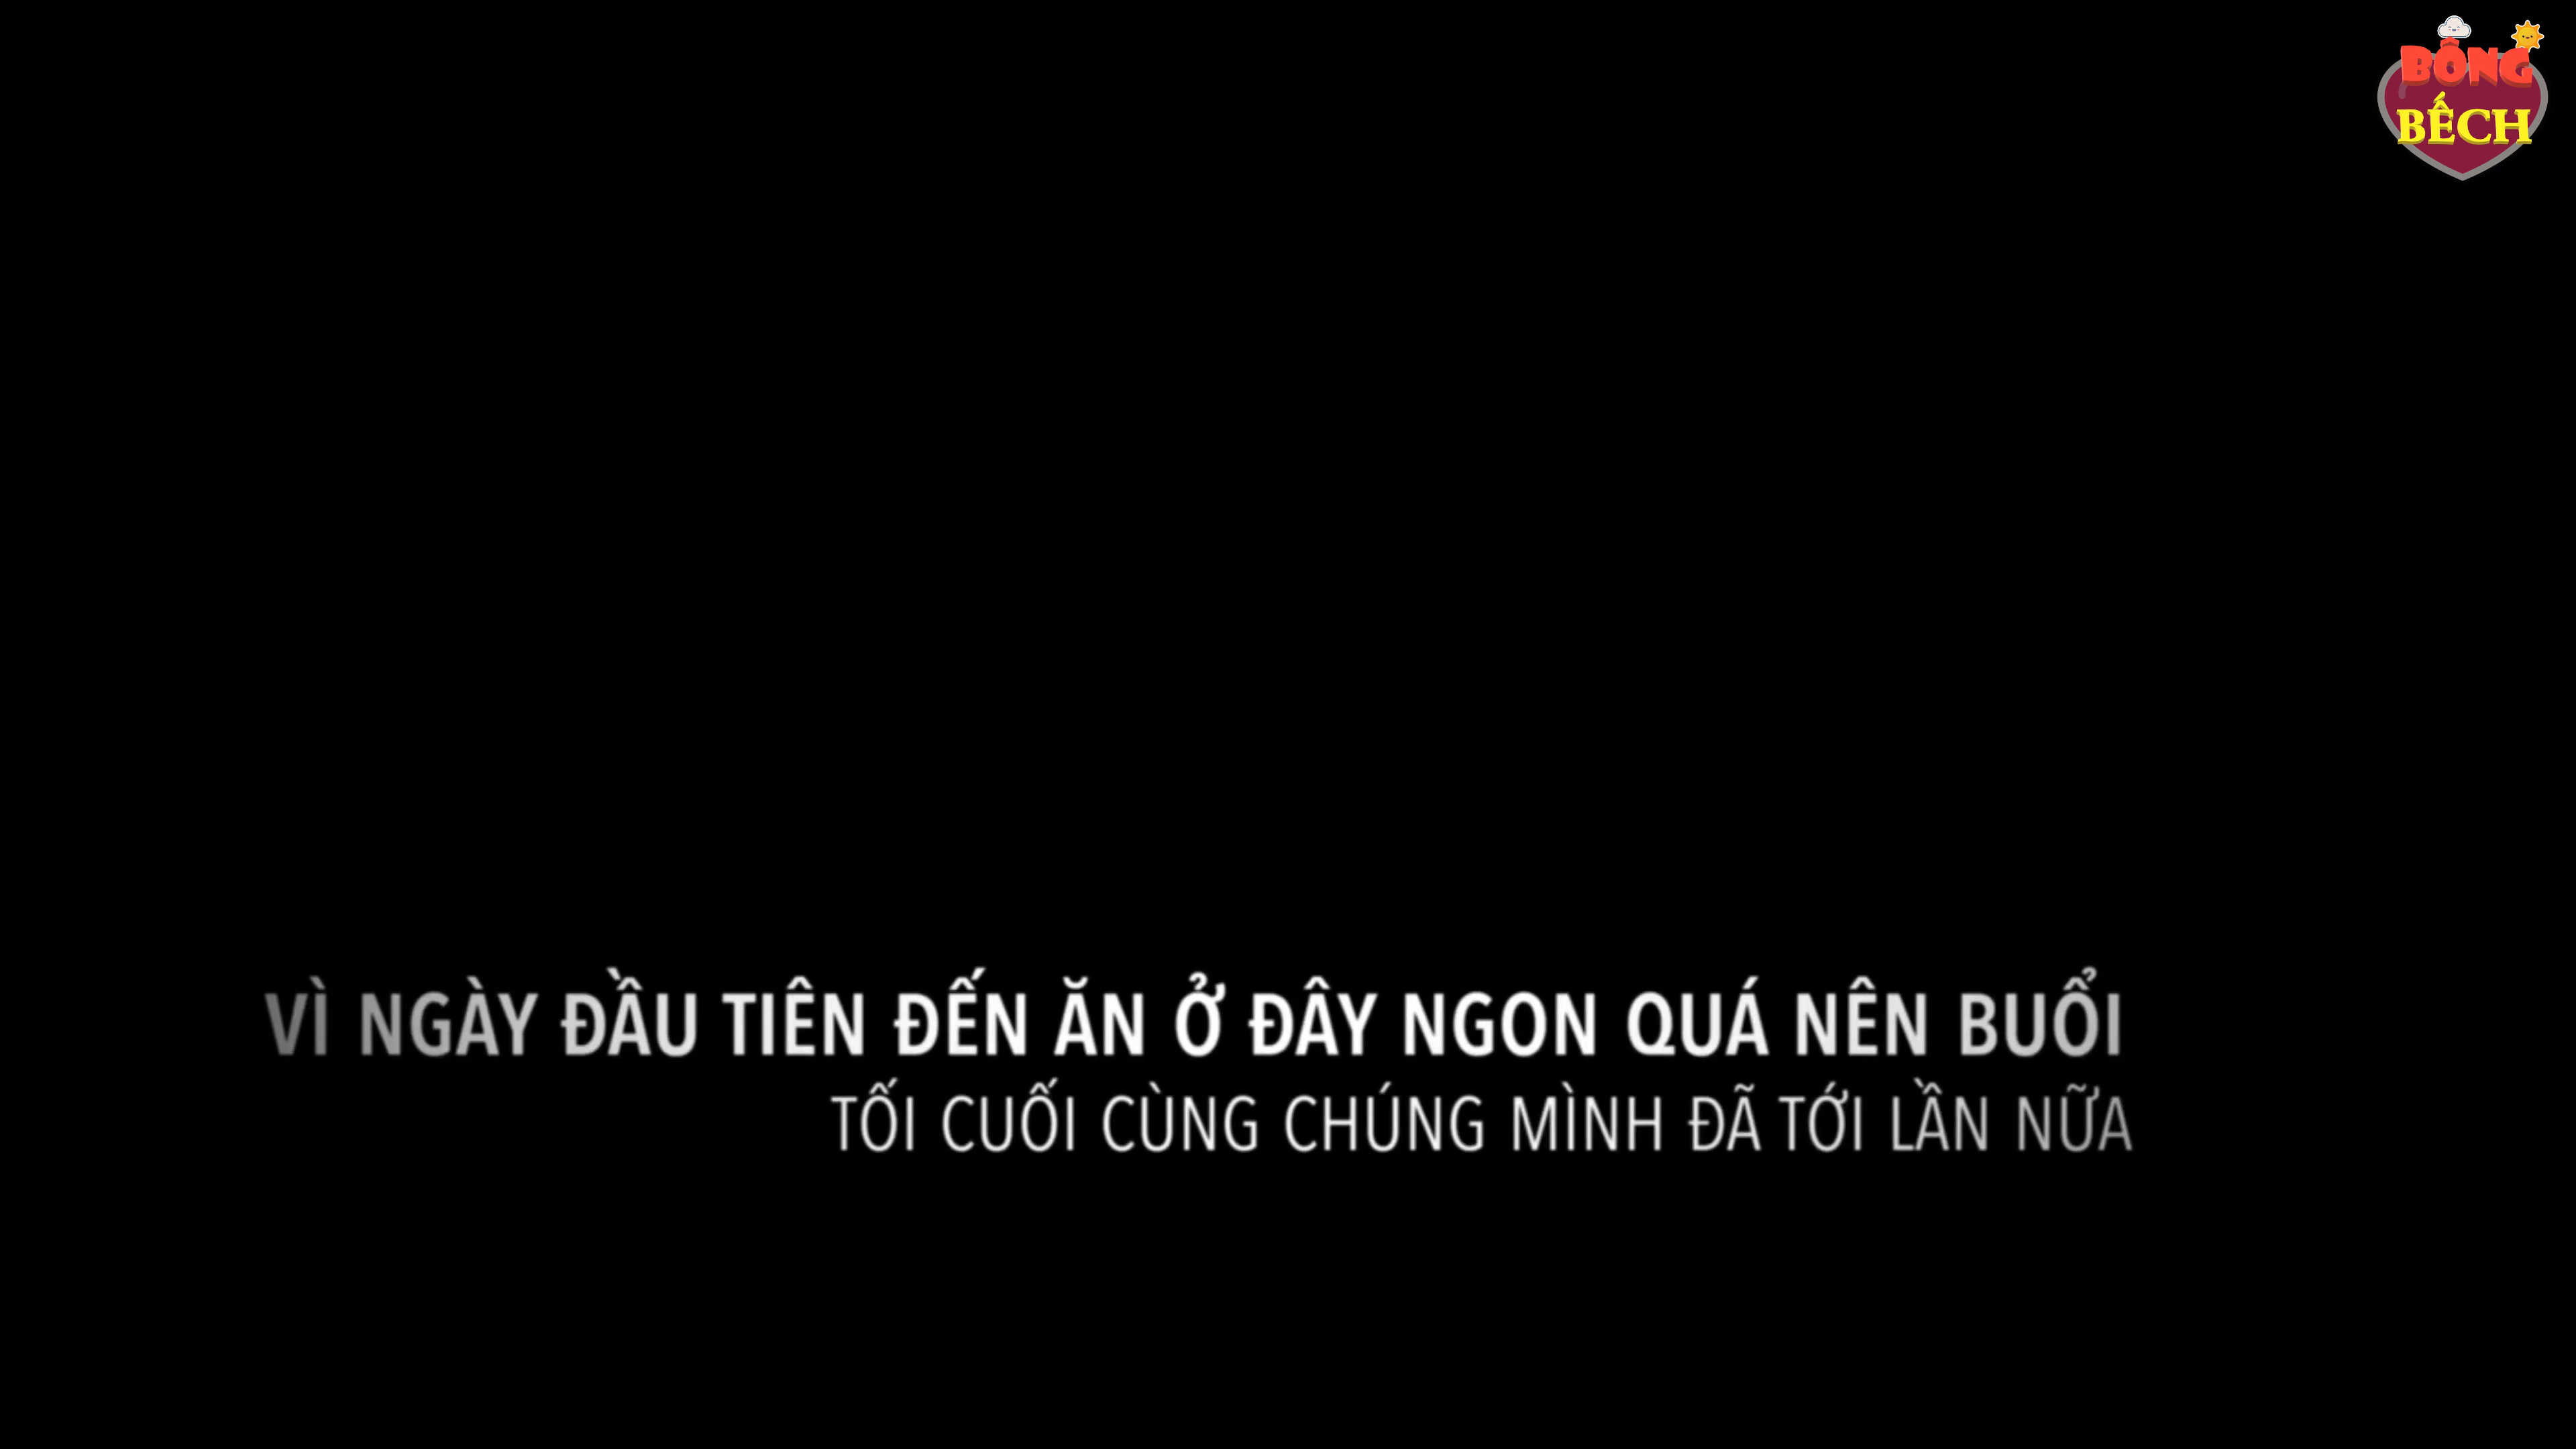 BÔNG
BẾCH
VÌ NGÀY ĐẦU TIÊN ĐẾN ĂN Ở ĐÂY NGON QUÁ NÊN BUỔI
TỐI CUỐI CÙNG CHÚNG MÌNH ĐÃ TỚI LẦN NỮA